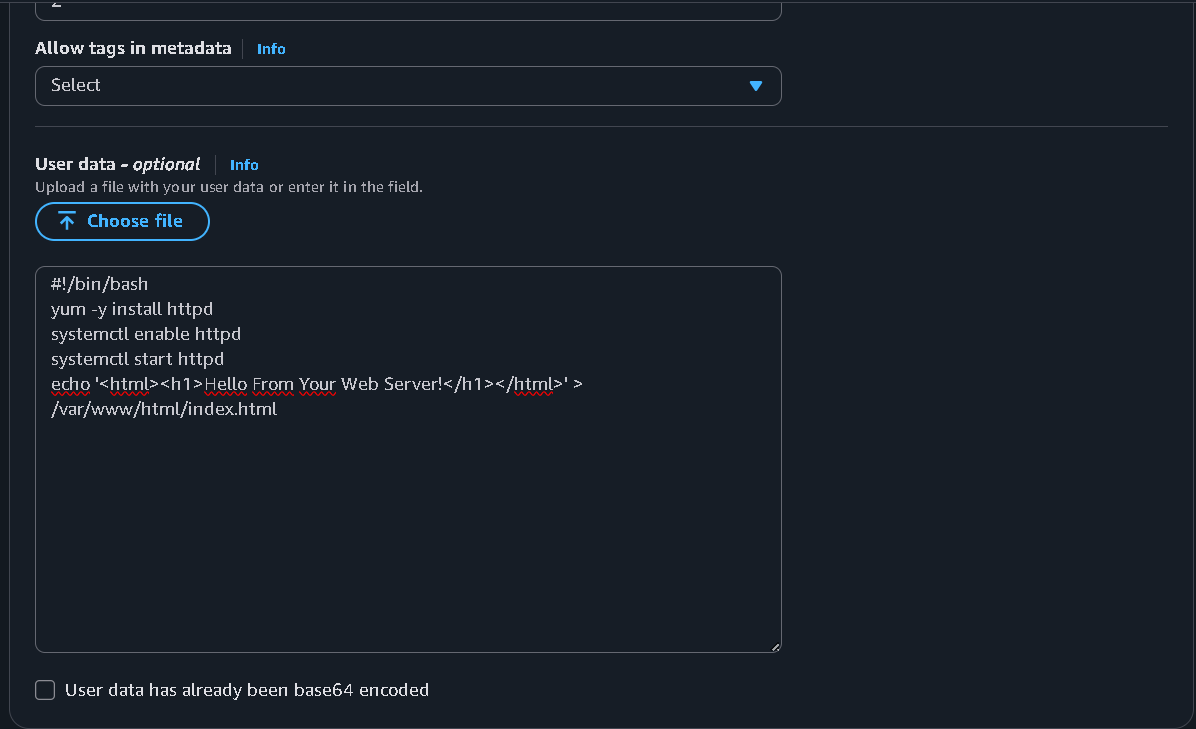 Allow tags in metadata Info
Select
User data - optional Info
Upload a file with your user data or enter it in the field.
Choose file
#!/bin/bash
yum -y install httpd
systemctl enable httpd
systemctl start httpd
echo '<html><h1>Hello From Your Web Server!</h1></html>' >
/var/www/html/index.html
User data has already been base64 encoded